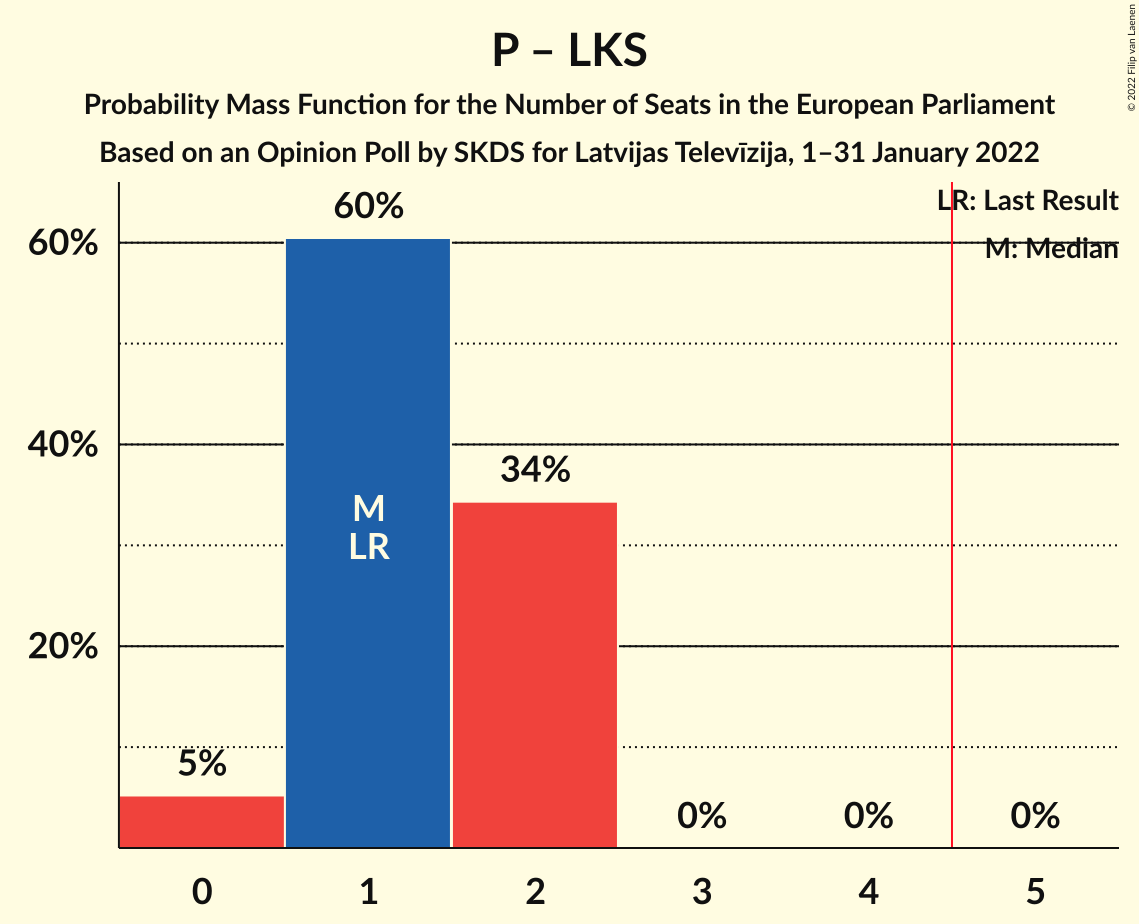 P – LKS
Probability Mass Function for the Number of Seats in the European Parliament
Based on an Opinion Poll by SKDS for Latvijas Televīzija, 1–31 January 2022
© 2022 Filip van Laenen
LR: Last Result
M: Median
60%
40%
20%
5%
60%
M
LR
34%
0%
0%
0%
0
1
2
3
4
5